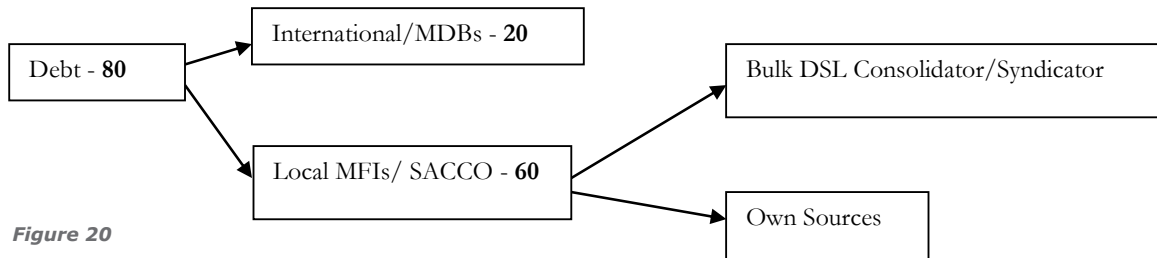 International/MDBs - 20
Debt - 80
Bulk DSL Consolidator/Syndicator
Local MFIs/ SACCO - 60
Own Sources
Figure 20